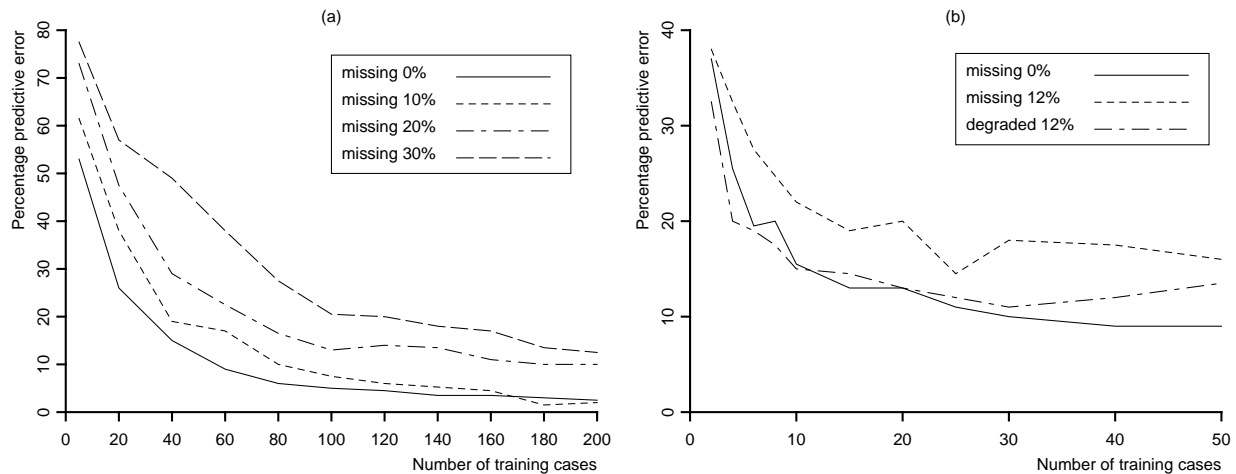 (a)
Percentage predictive error
80
70
60
50
40
30
20
10
0
missing 0%
missing 10%
missing 20%
missing 30%
0 20 40 60 80 100 120 140 160 180 200
Number of training cases
(b)
Percentage predictive error
40
30
20
10
0
missing 0%
missing 12%
degraded 12%
0 10 20 30 40 50
Number of training cases